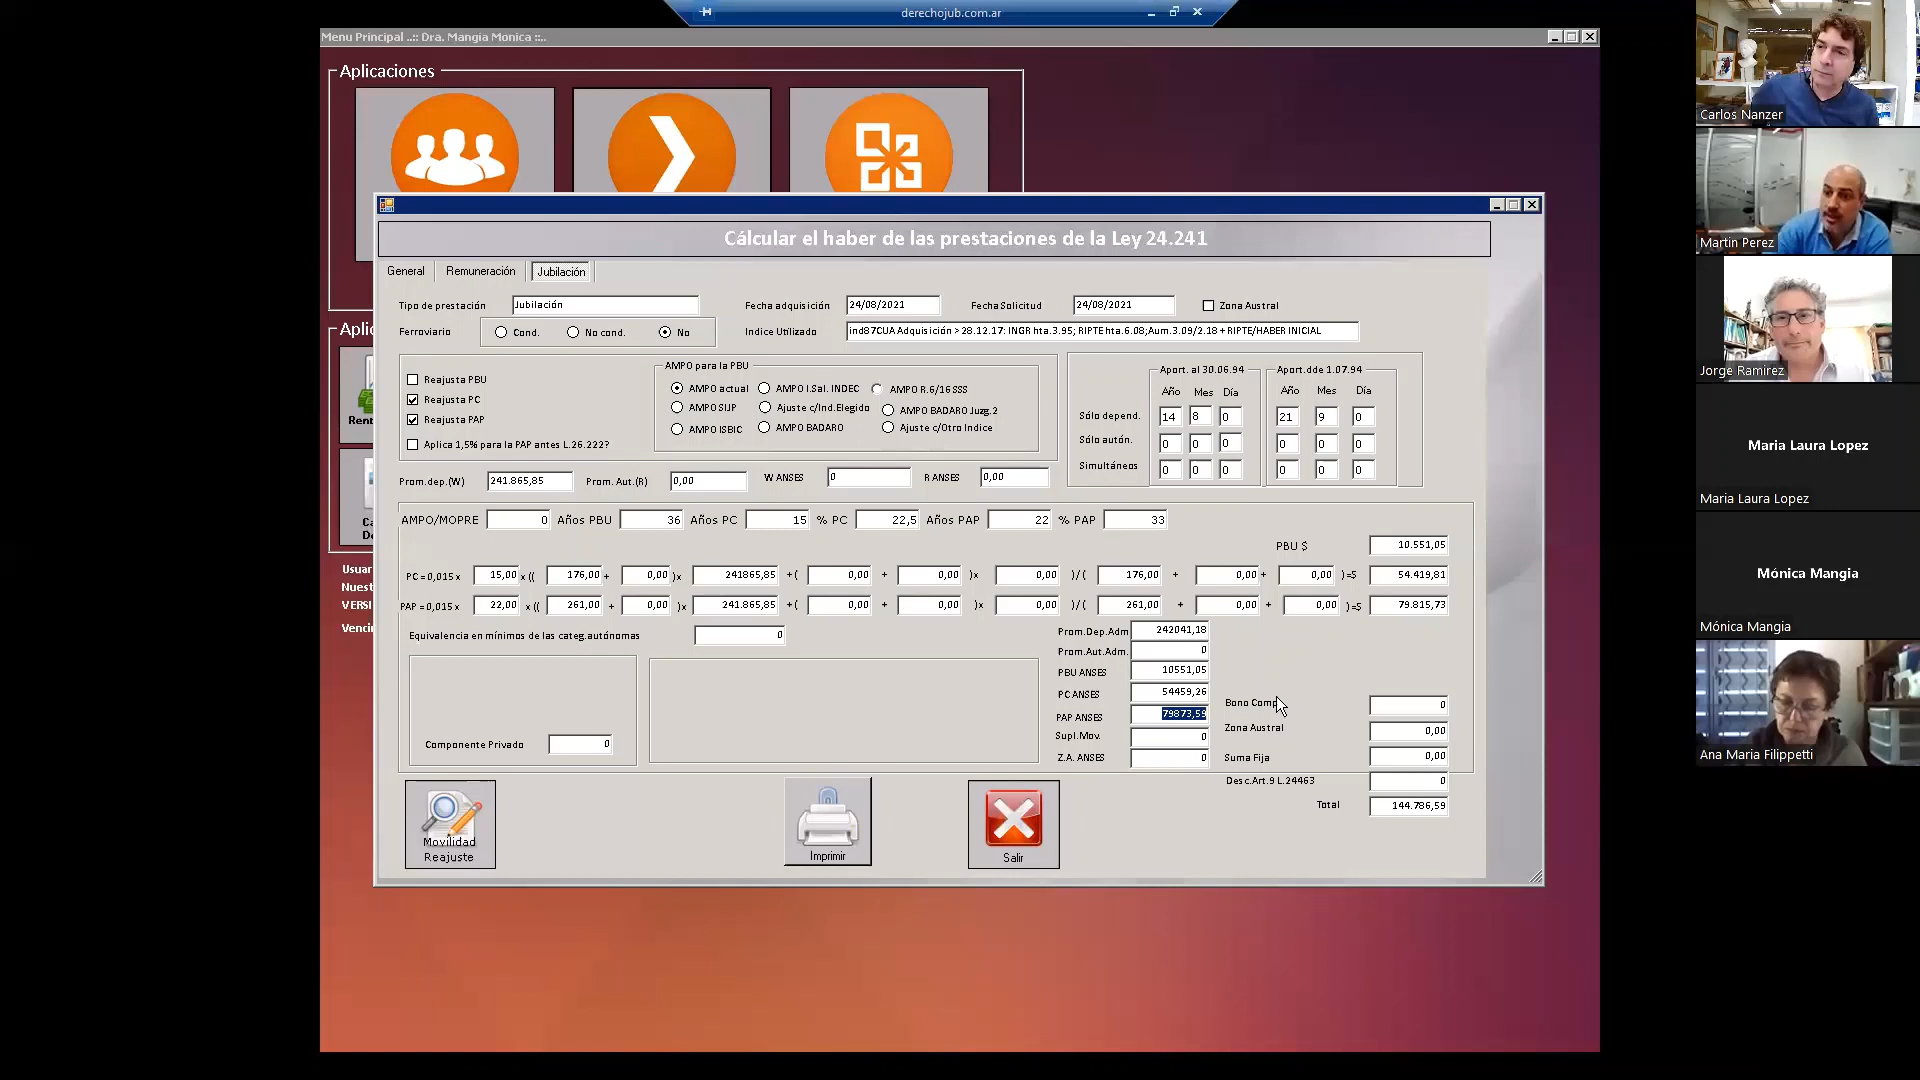 derechojub.com.ar
Menu Principal ..:: Dra. Mangia Monica ::..
Aplicaciones
Cálcular el haber de las prestaciones de la Ley 24.241
General Remuneración Jubilación
Tipo de prestación Jubilación Fecha adquisición 24/08/2021 Fecha Solicitud 24/08/2021 Zona Austral
Ferroviario Cond. No cond. No Indice Utilizado ind87CUA Adquisición > 28.12.17: INGR hta.3.95; RIPTE hta.6.08;Aum.3.09/2.18 + RIPTE/HABER INICIAL
Aplic
Reajusta PBU
Reajusta PC
Reajusta PAP
Aplica 1,5% para la PAP antes L.26.222?
AMPO para la PBU
AMPO actual AMPO I.Sal. INDEC AMPO R.6/16 SSS
AMPO SIJP Ajuste c/Ind.Elegido AMPO BADARO Juzg.2
AMPO ISBIC AMPO BADARO Ajuste c/Otro Indice
Aport. al 30.06.94 Aport.dde 1.07.94
Año Mes Día Año Mes Día
Sólo depend. 14 8 0 21 9 0
Sólo autón. 0 0 0 0 0 0
Simultáneos 0 0 0 0 0 0
Ren
Prom.dep.(W) 241.865,85 Prom. Aut.(R) 0,00 W ANSES 0 R ANSES 0,00
Ca
De
AMPO/MOPRE 0 Años PBU 36 Años PC 15 % PC 22,5 Años PAP 22 % PAP 33
PBU $ 10.551,05
PC = 0,015 x 15,00 x (( 176,00 + 0,00 )x 241865,85 +( 0,00 + 0,00 )x 0,00 )/( 176,00 + 0,00 + 0,00 )=$ 54.419,81
PAP = 0,015 x 22,00 x (( 261,00 + 0,00 )x 241.865,85 +( 0,00 + 0,00 )x 0,00 )/( 261,00 + 0,00 + 0,00 )=$ 79.815,73
Usuar
Nuest
VERSI
Vencin
Equivalencia en mínimos de las categ.autónomas 0
Componente Privado 0
Prom.Dep.Adm 242041,18
Prom.Aut.Adm. 0
PBU ANSES 10551,05
PC ANSES 54459,26
PAP ANSES 79873,59
Supl.Mov. 0
Z.A. ANSES 0
Bono Comp 0
Zona Austral 0,00
Suma Fija 0,00
Desc.Art.9 L.24463 0
Total 144.786,59
Movilidad
Reajuste
Imprimir
Salir
Carlos Nanzer
Martin Perez
Jorge Ramirez
Maria Laura Lopez
Maria Laura Lopez
Mónica Mangia
Mónica Mangia
Ana Maria Filippetti